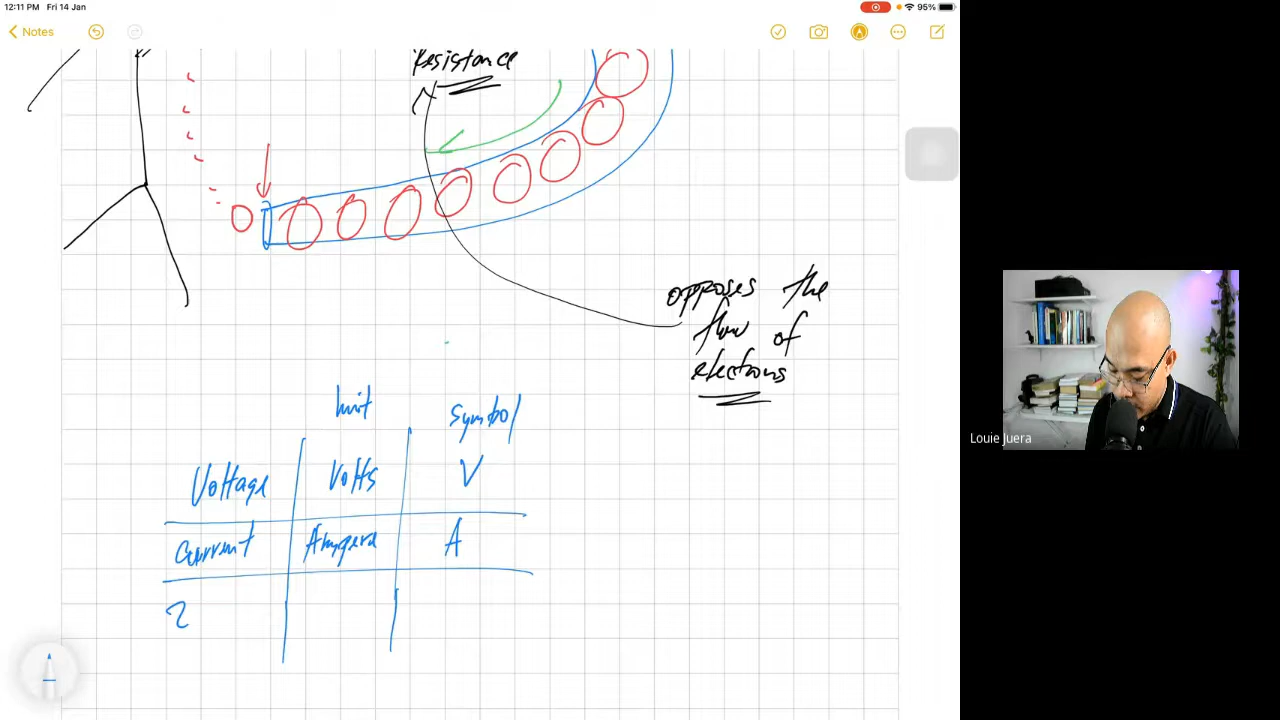 12:11 PM Fri 14 Jan
95%
Notes
Resistance
opposes the
flow of
electrons
Unit symbol
Voltage Volts V
Current Ampere A
Louie Juera